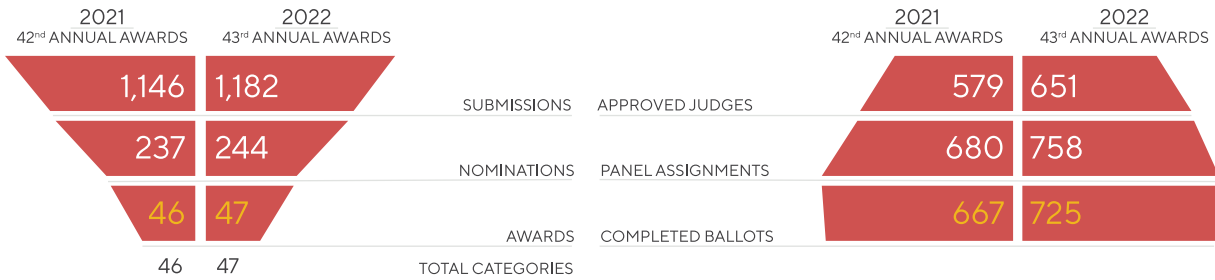 2021 2022
42nd ANNUAL AWARDS 43rd ANNUAL AWARDS
1,146 1,182
SUBMISSIONS
237 244
NOMINATIONS
46 47
AWARDS
46 47
TOTAL CATEGORIES
2021 2022
42nd ANNUAL AWARDS 43rd ANNUAL AWARDS
APPROVED JUDGES
579 651
PANEL ASSIGNMENTS
680 758
COMPLETED BALLOTS
667 725